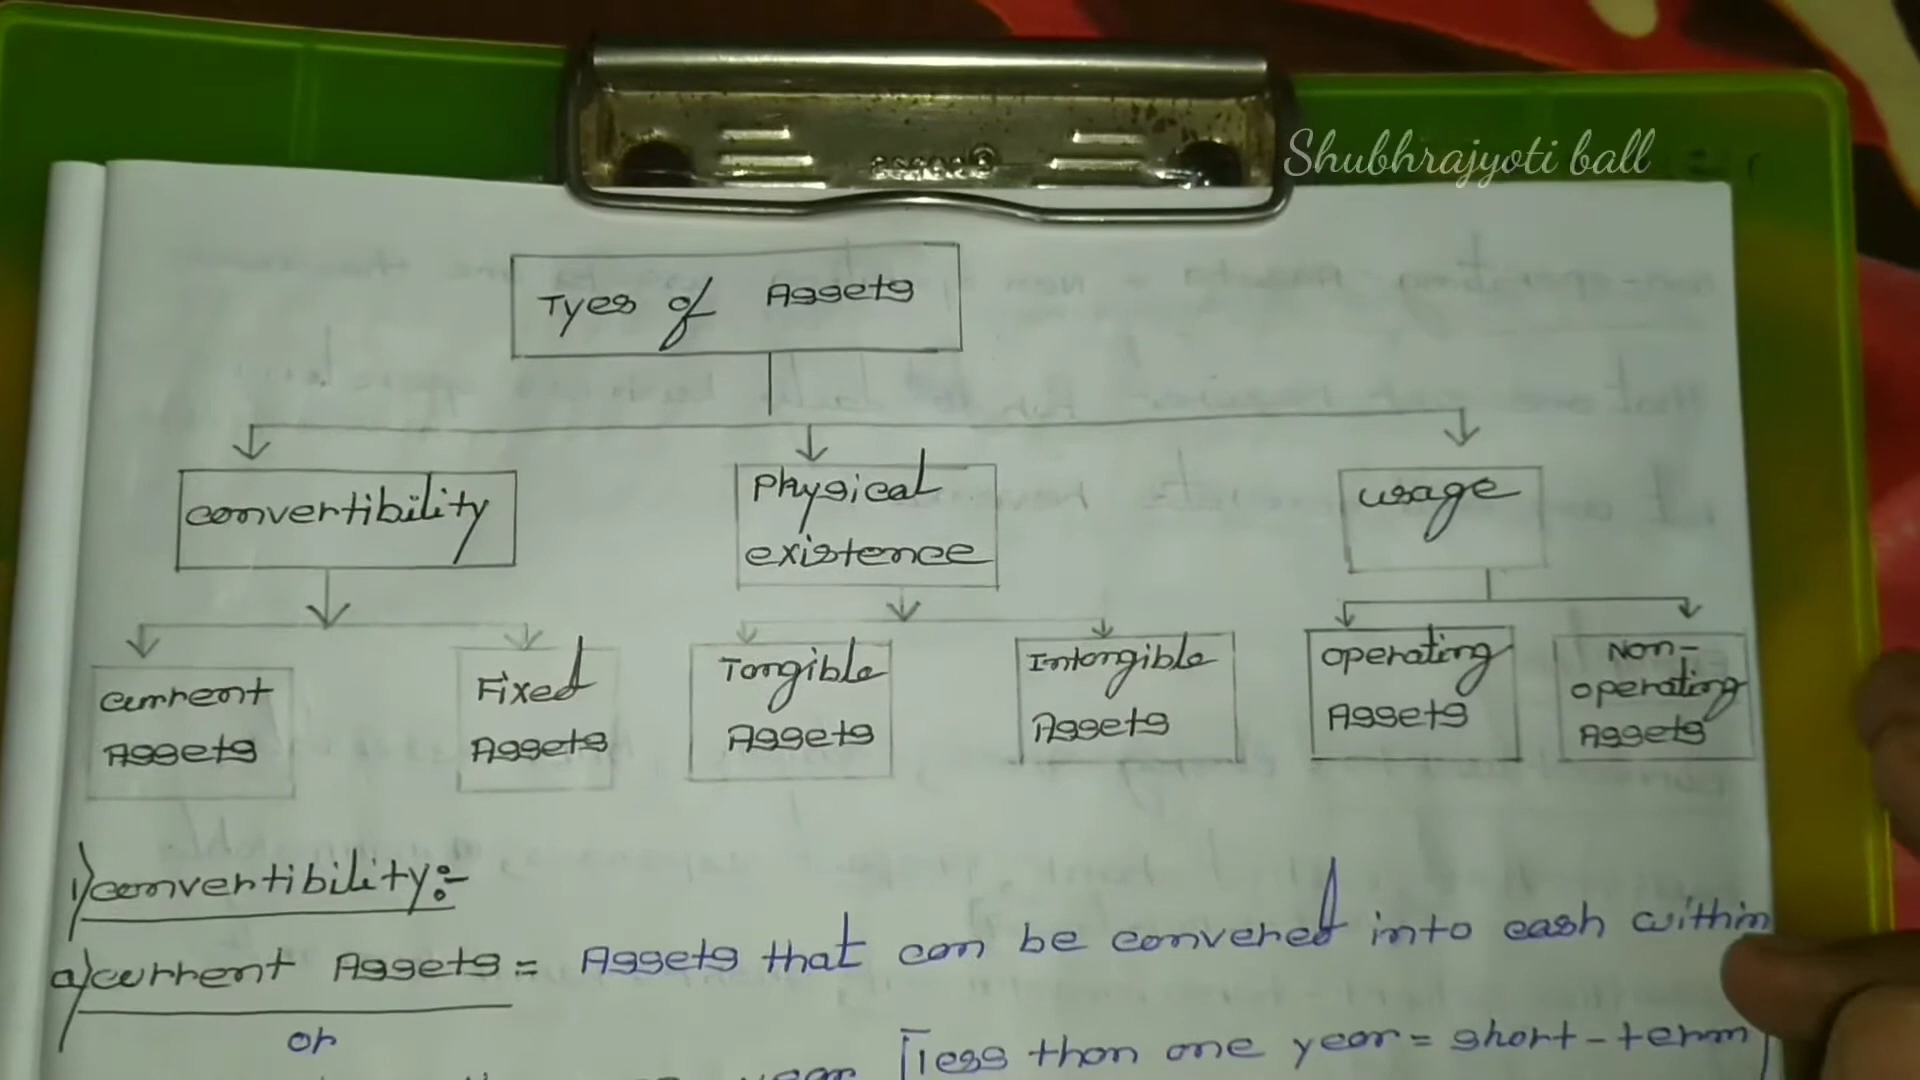 Shubhrajyoti ball
Tyes of Assets
convertibility
Physical
existence
usage
current
Assets
Fixed
Assets
Tangible
Assets
Intangible
Assets
operating
Assets
Non-
operating
Assets
1) convertibility:-
a) current Assets = Assets that can be convered into cash within
or
[less than one year = short-term
year